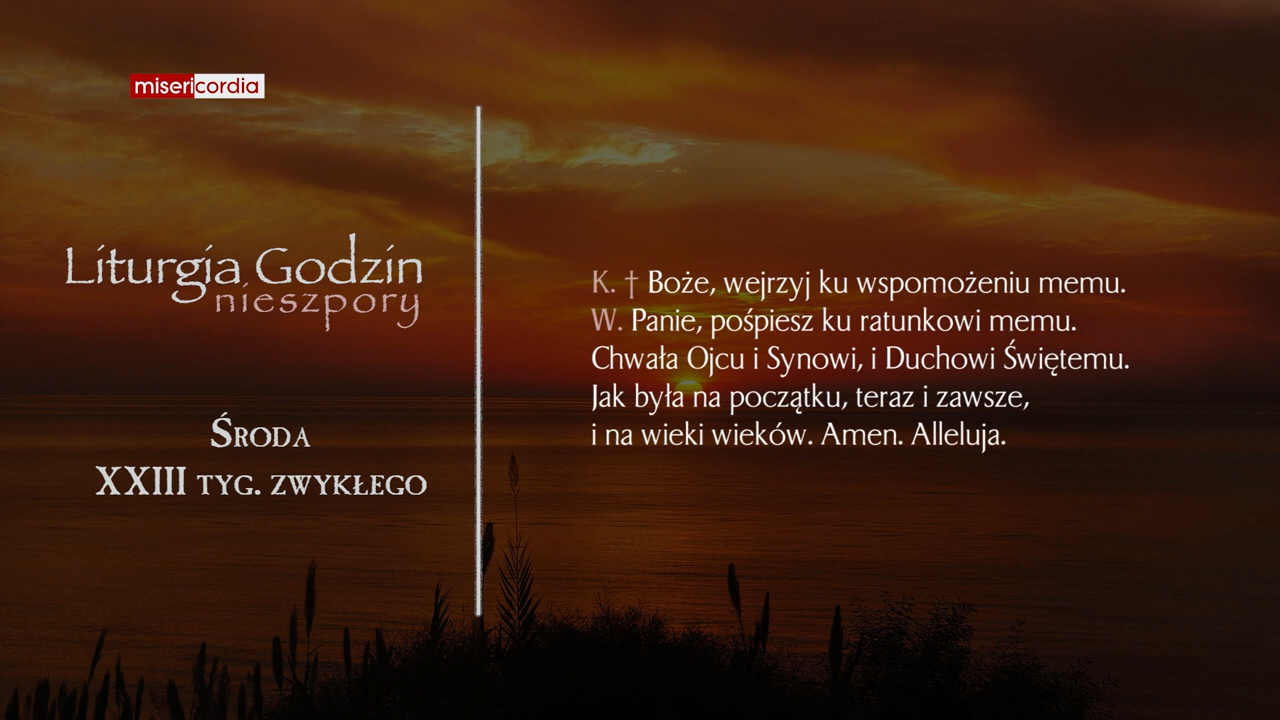 misericordia
Liturgia Godzin
nieszpory
Środa
XXIII tyg. zwykłego
K. † Boże, wejrzyj ku wspomożeniu memu.
W. Panie, pośpiesz ku ratunkowi memu.
Chwała Ojcu i Synowi, i Duchowi Świętemu.
Jak była na początku, teraz i zawsze,
i na wieki wieków. Amen. Alleluja.